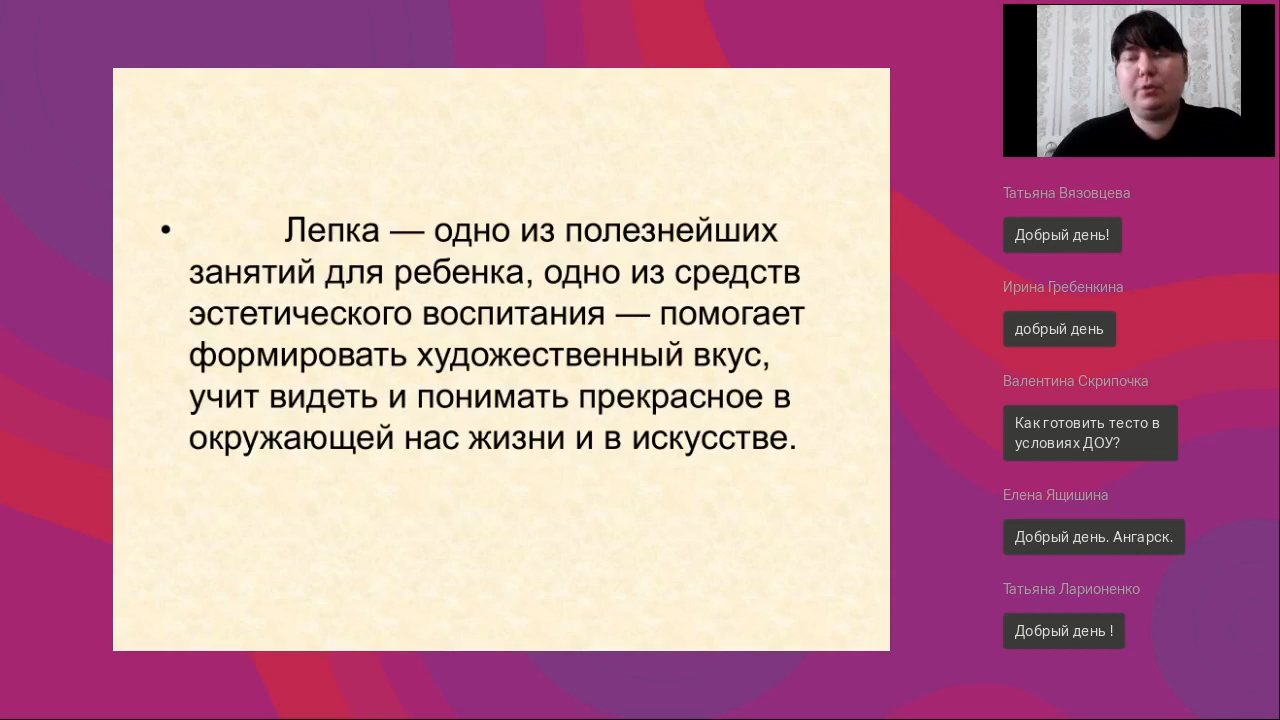 • Лепка — одно из полезнейших
занятий для ребенка, одно из средств
эстетического воспитания — помогает
формировать художественный вкус,
учит видеть и понимать прекрасное в
окружающей нас жизни и в искусстве.
Татьяна Вязовцева
Добрый день!
Ирина Гребенкина
добрый день
Валентина Скрипочка
Как готовить тесто в
условиях ДОУ?
Елена Ящишина
Добрый день. Ангарск.
Татьяна Ларионенко
Добрый день !